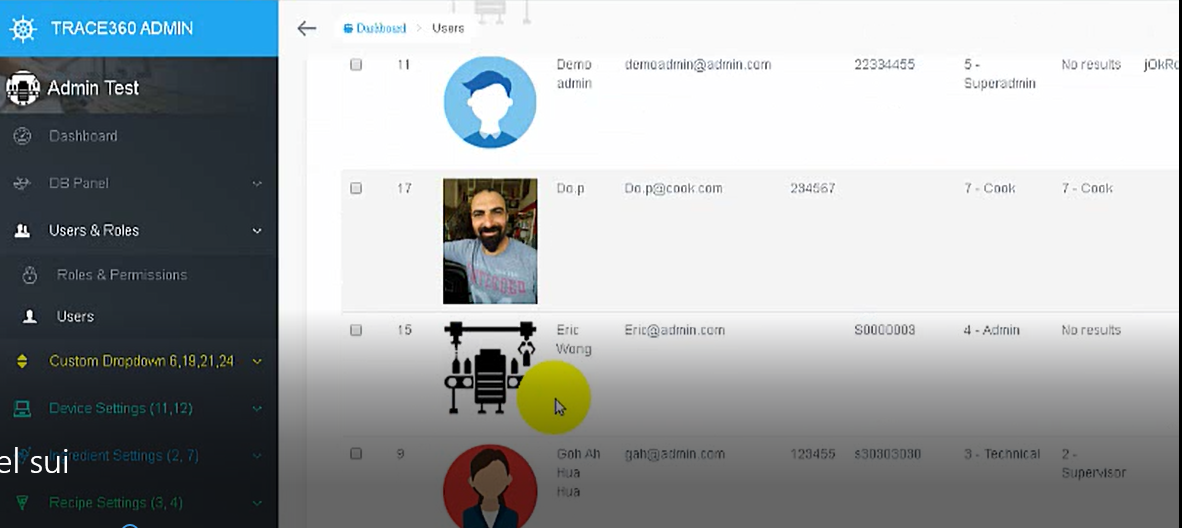 TRACE360 ADMIN
Admin Test
Dashboard
DB Panel
Users & Roles
Roles & Permissions
Users
Custom Dropdown 6,19,21,24
Device Settings (11,12)
Ingredient Settings (2, 7)
el sui
Recipe Settings (3, 4)
Dashboard > Users
11 Demo admin@admin.com 22334455 5 - No results
admin Superadmin
17 Do.p Do.p@cook.com 234567 7 - Cook 7 - Cook
15 Eric Eric@admin.com S0000003 4 - Admin No results
Wong
9 Goh Ah gah@admin.com 123455 s30303030 3 - Technical 2 -
Hua Supervisor
Hua